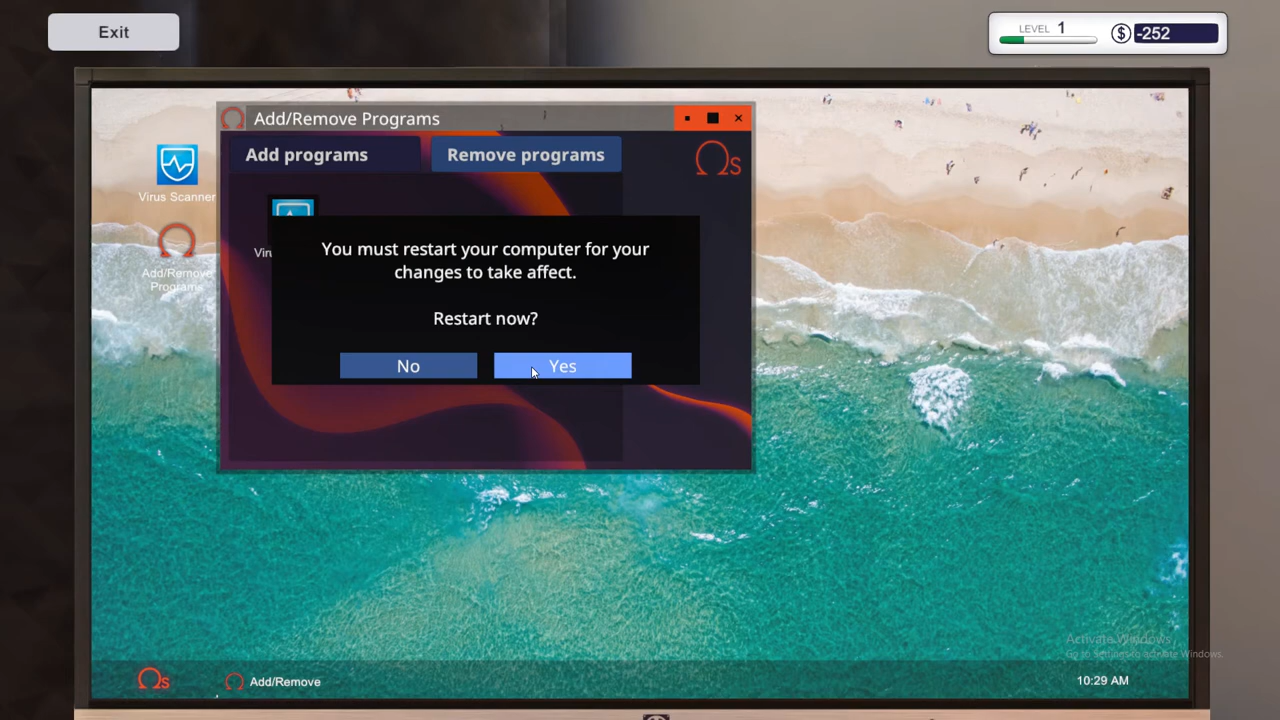 Exit
LEVEL 1
$ -252
Add/Remove Programs
Add programs
Remove programs
Ωs
Virus Scanner
Add/Remove
Programs
You must restart your computer for your
changes to take affect.
Restart now?
No
Yes
Activate Windows
Go to Settings to activate Windows.
Ωs
Add/Remove
10:29 AM